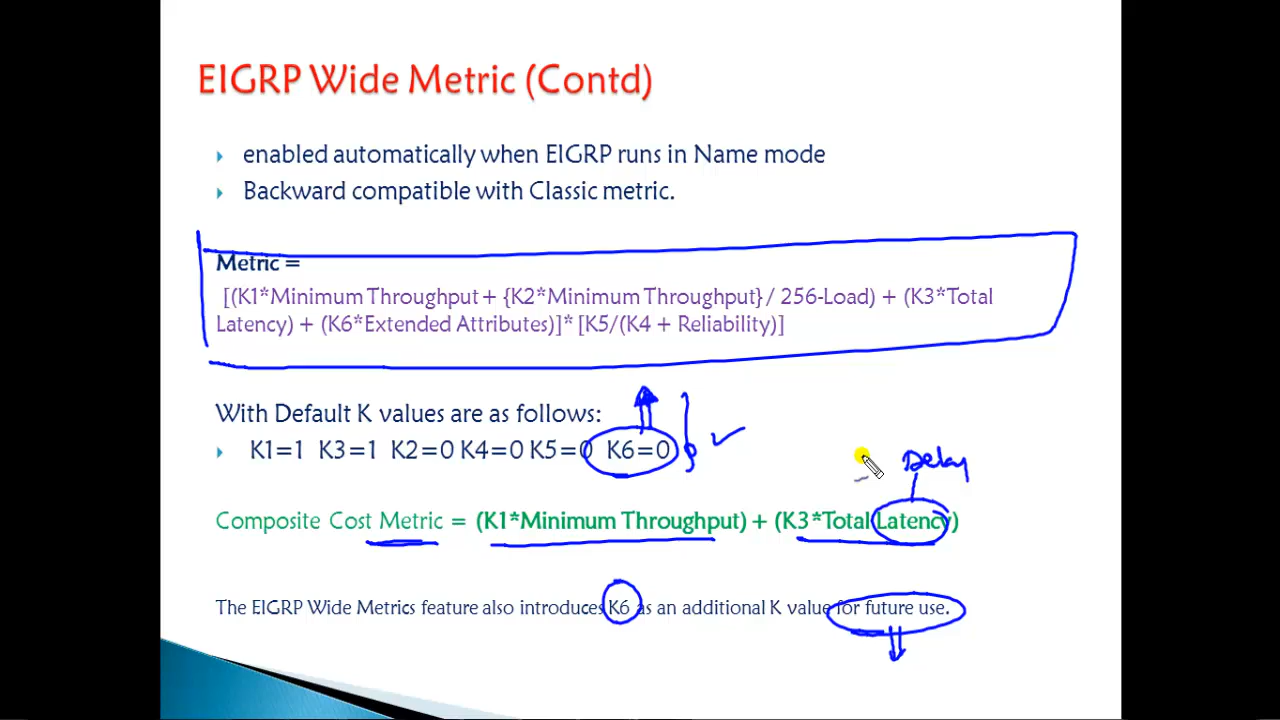 EIGRP Wide Metric (Contd)
enabled automatically when EIGRP runs in Name mode
Backward compatible with Classic metric.
Metric =
[(K1*Minimum Throughput + {K2*Minimum Throughput} / 256-Load) + (K3*Total
Latency) + (K6*Extended Attributes)]* [K5/(K4 + Reliability)]
With Default K values are as follows:
K1=1 K3=1 K2=0 K4=0 K5=0 K6=0
Delay
Composite Cost Metric = (K1*Minimum Throughput) + (K3*Total Latency)
The EIGRP Wide Metrics feature also introduces K6 as an additional K value for future use.